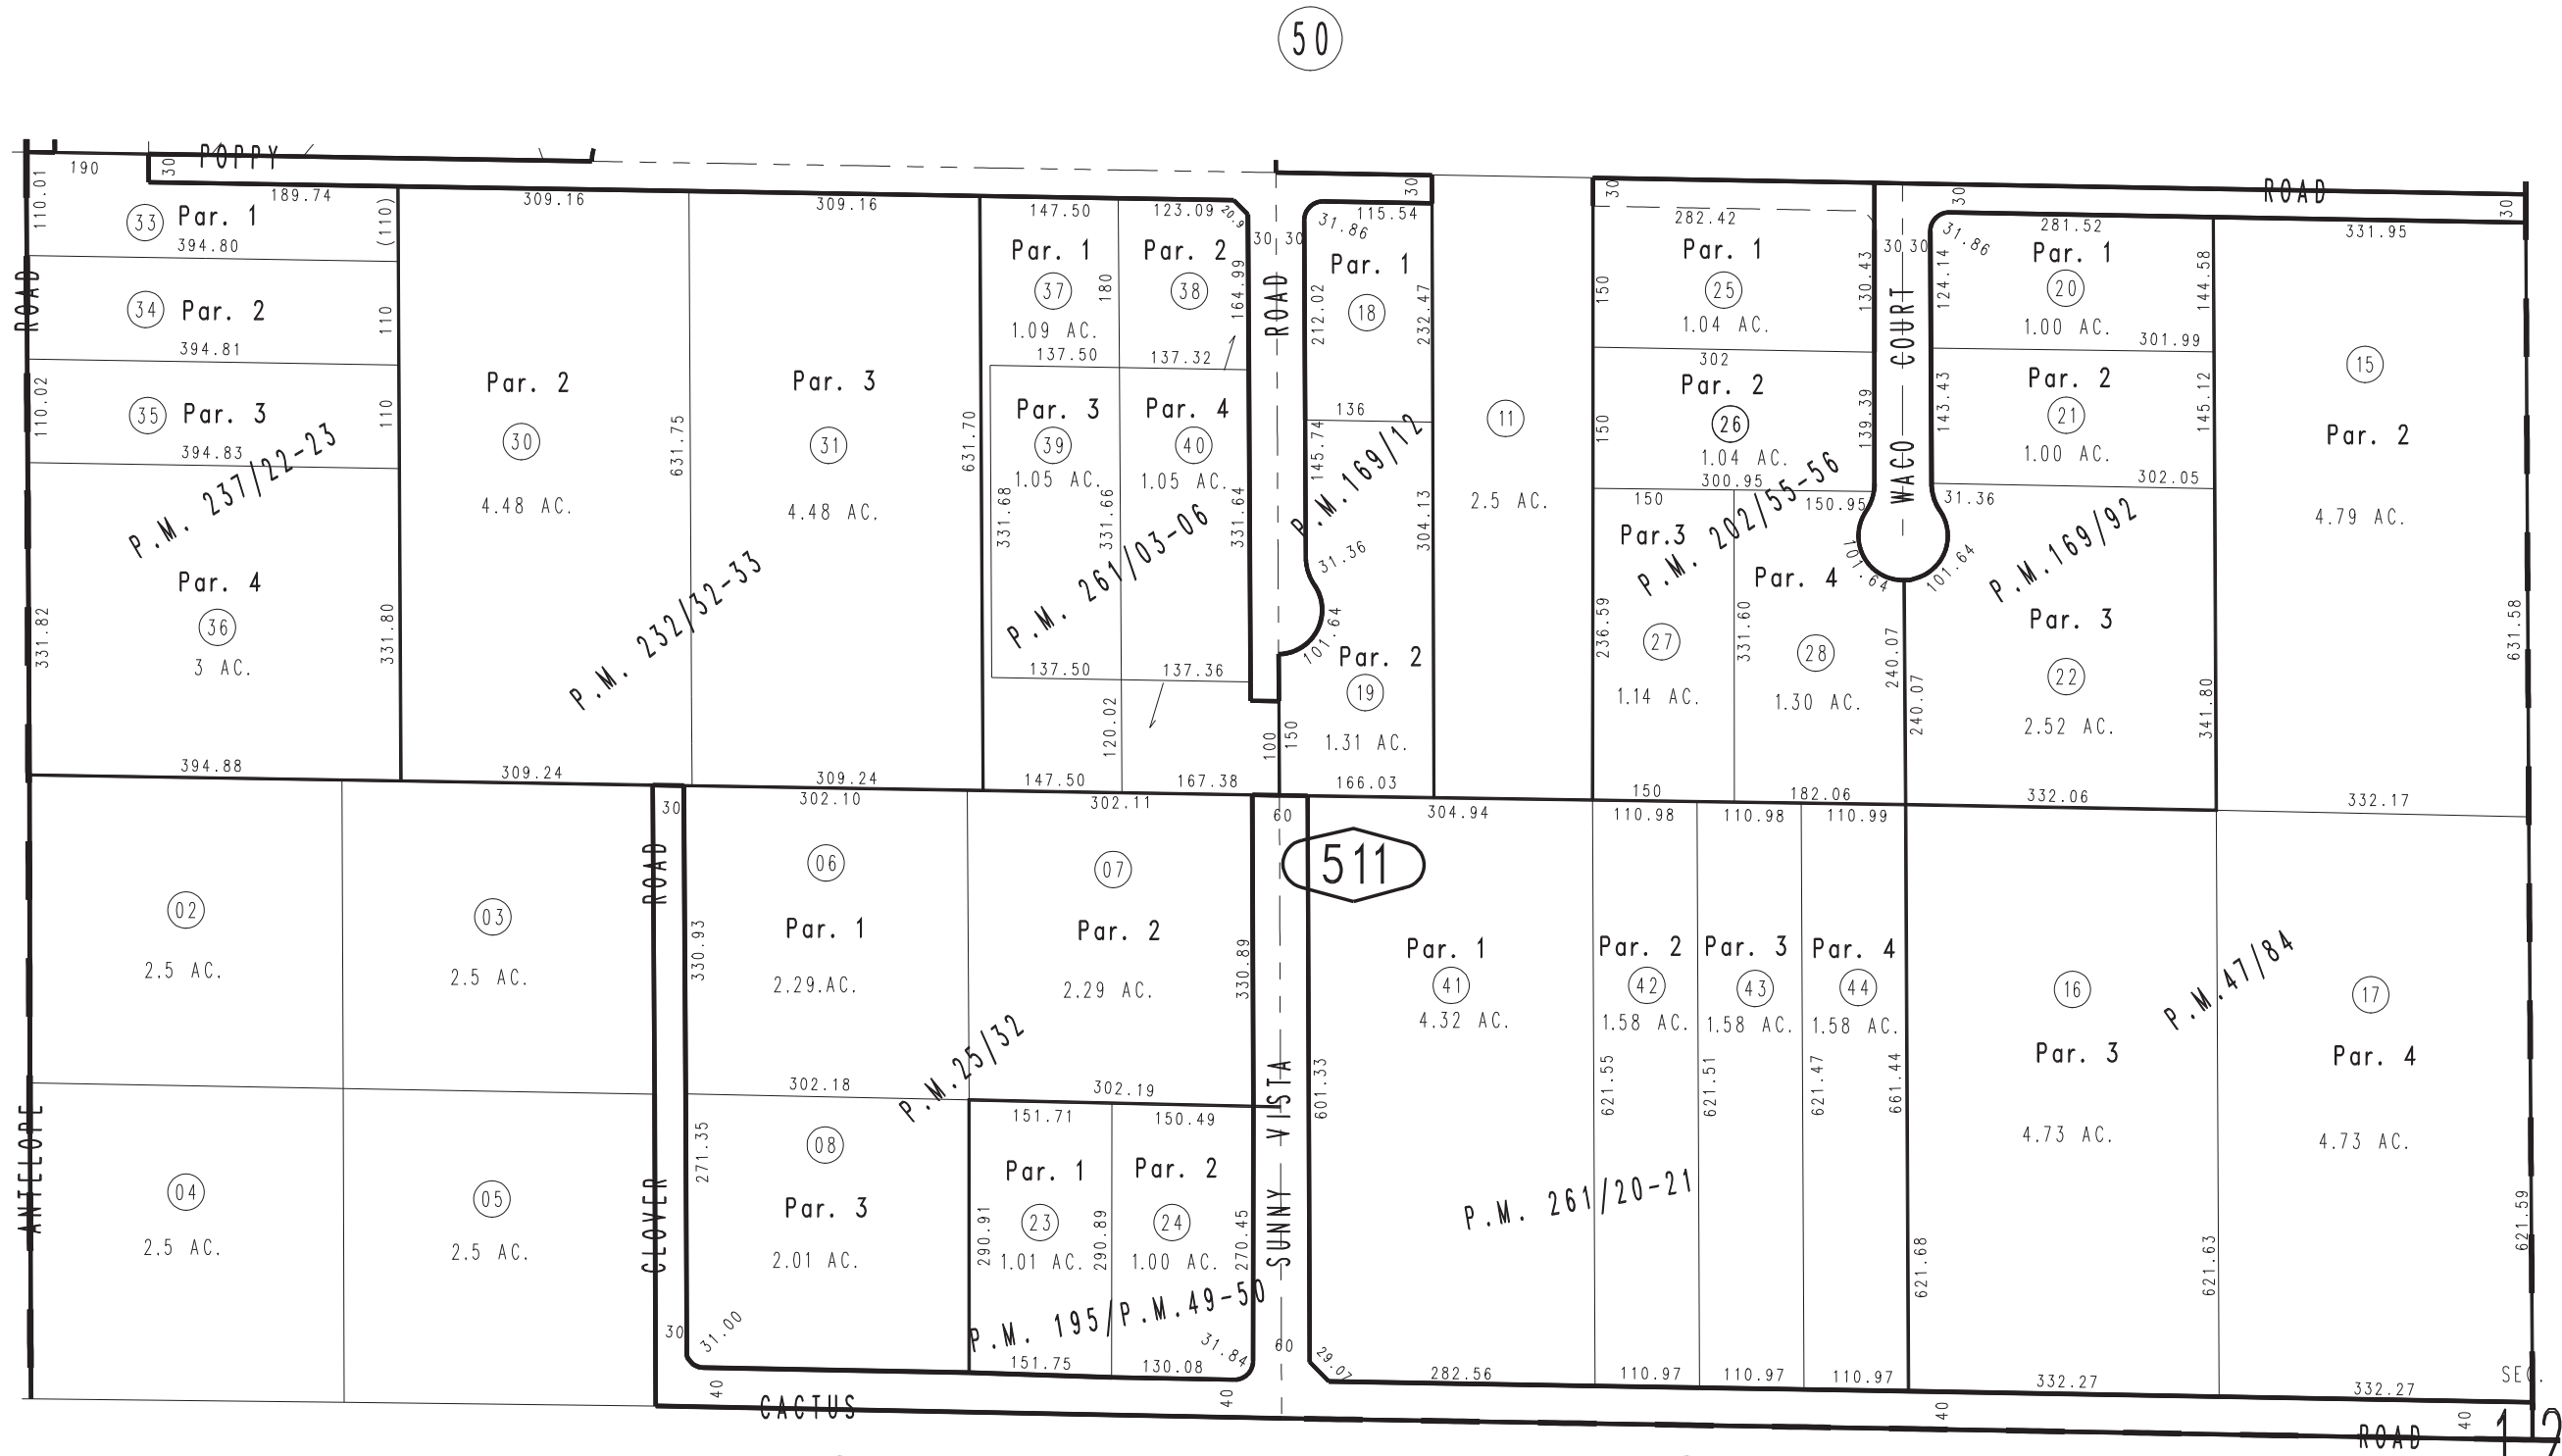 50
POPPY
ROAD
190
30
189.74
309.16
309.16
147.50
123.09
20.9
30
30
31.86
115.54
30
30
282.42
30
30
30
31.86
281.52
331.95
30
110.01
33
Par. 1
(110)
394.80
ROAD
34
Par. 2
110
394.81
110.02
35
Par. 3
110
394.83
P.M. 237/22-23
Par. 4
36
3 AC.
331.82
331.80
394.88
Par. 2
30
4.48 AC.
631.75
309.24
P.M. 232/32-33
Par. 3
31
4.48 AC.
631.70
309.24
Par. 1
37
1.09 AC.
180
137.50
Par. 2
38
164.99
137.32
Par. 3
39
1.05 AC.
331.68
331.66
137.50
Par. 4
40
1.05 AC.
331.64
137.36
P.M. 261/03-06
120.02
147.50
167.38
100
150
ROAD
Par. 1
18
212.02
232.47
136
145.74
P.M.169/12
304.13
31.36
101.64
Par. 2
19
1.31 AC.
166.03
11
2.5 AC.
Par. 1
25
1.04 AC.
150
130.43
302
Par. 2
26
1.04 AC.
150
139.39
300.95
150
150.95
P.M. 202/55-56
Par.3
27
1.14 AC.
236.59
331.60
150
Par. 4
28
1.30 AC.
240.07
182.06
WACO COURT
101.64
101.64
31.36
124.14
Par. 1
20
1.00 AC.
144.58
301.99
143.43
Par. 2
21
1.00 AC.
145.12
302.05
P.M.169/92
Par. 3
22
2.52 AC.
240.07
341.80
332.06
15
Par. 2
4.79 AC.
631.58
332.17
02
2.5 AC.
03
2.5 AC.
04
2.5 AC.
05
2.5 AC.
ANTELOPE
30
ROAD
CLOVER
30
302.10
06
Par. 1
2.29.AC.
330.93
302.18
302.11
07
Par. 2
2.29 AC.
330.89
302.19
P.M.25/32
271.35
08
Par. 3
2.01 AC.
31.00
151.71
Par. 1
23
1.01 AC.
290.91
290.89
151.75
150.49
Par. 2
24
1.00 AC.
270.45
130.08
31.84
P.M. 195/P.M.49-50
60
SUNNY VISTA
60
511
304.94
Par. 1
41
4.32 AC.
601.33
29.07
282.56
110.98
Par. 2
42
1.58 AC.
621.55
110.97
110.98
Par. 3
43
1.58 AC.
621.51
110.97
110.99
Par. 4
44
1.58 AC.
621.47
661.44
110.97
P.M. 261/20-21
16
Par. 3
4.73 AC.
621.68
621.63
332.27
P.M.47/84
17
Par. 4
4.73 AC.
621.59
332.27
SEC.
40
CACTUS
40
40
ROAD
40
12